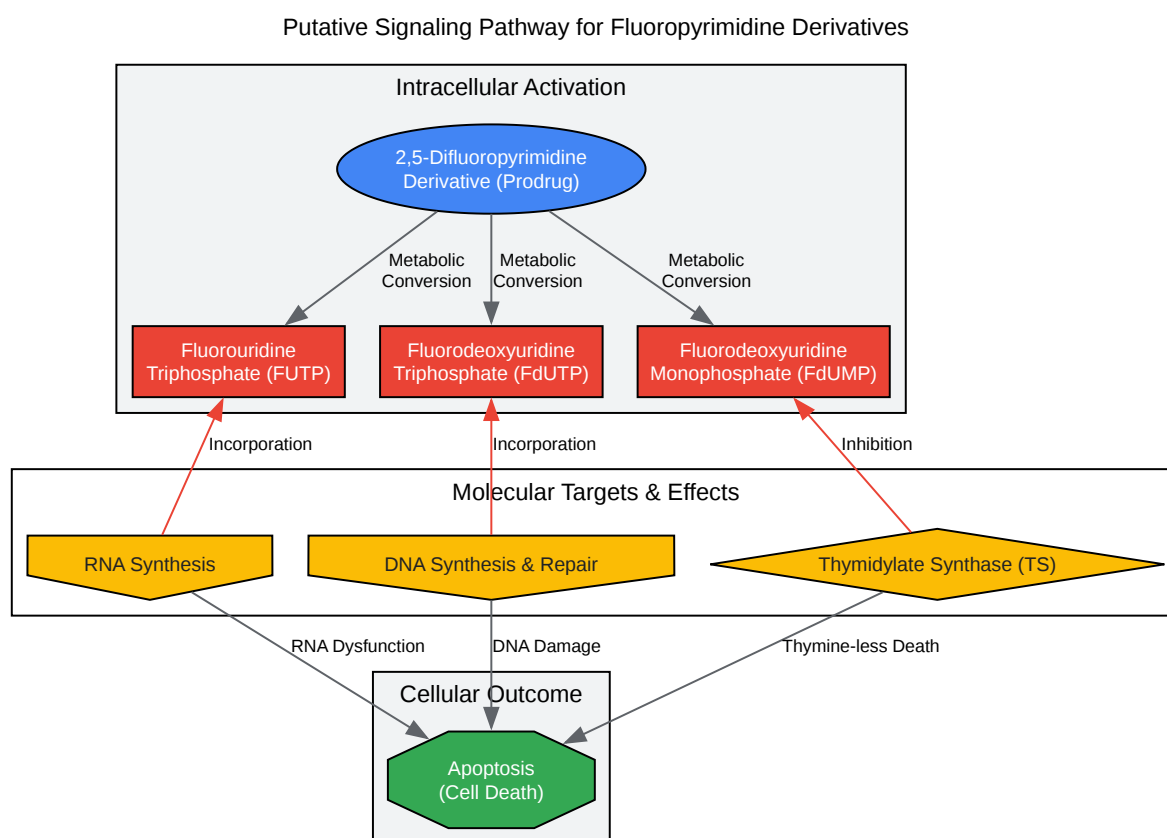 Putative Signaling Pathway for Fluoropyrimidine Derivatives
Intracellular Activation
2,5-Difluoropyrimidine
Derivative (Prodrug)
Metabolic
Conversion
Metabolic
Conversion
Metabolic
Conversion
Fluorouridine
Triphosphate (FUTP)
Fluorodeoxyuridine
Triphosphate (FdUTP)
Fluorodeoxyuridine
Monophosphate (FdUMP)
Incorporation
Incorporation
Inhibition
Molecular Targets & Effects
RNA Synthesis
DNA Synthesis & Repair
Thymidylate Synthase (TS)
RNA Dysfunction
DNA Damage
Thymine-less Death
Cellular Outcome
Apoptosis
(Cell Death)